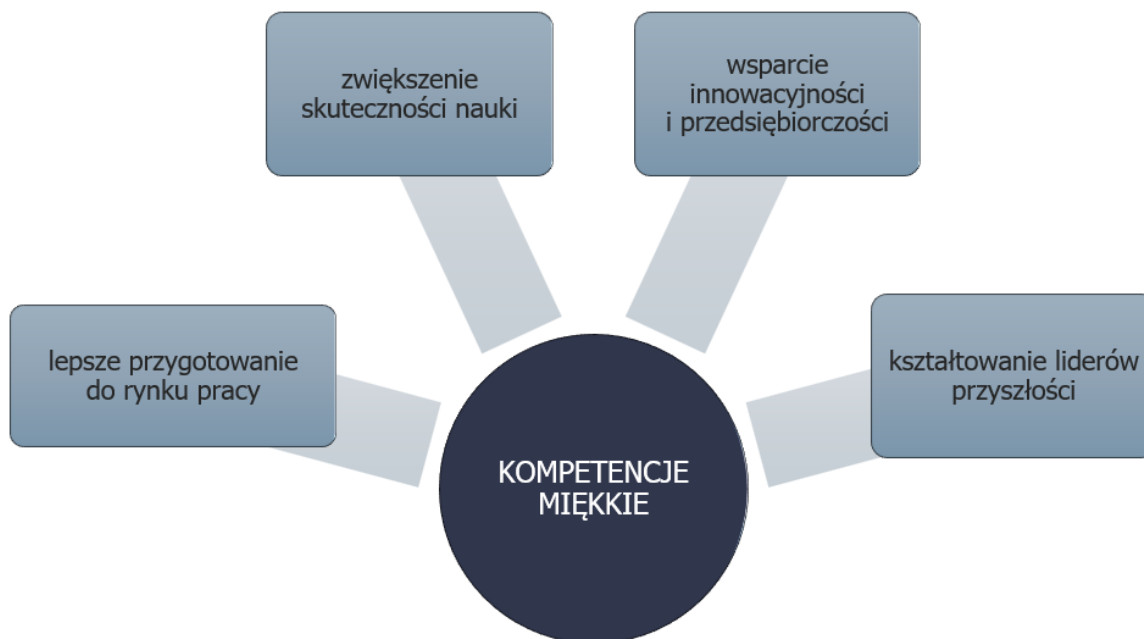 zwiększenie
skuteczności nauki
wsparcie
innowacyjności
i przedsiębiorczości
lepsze przygotowanie
do rynku pracy
kształtowanie liderów
przyszłości
KOMPETENCJE
MIĘKKIE